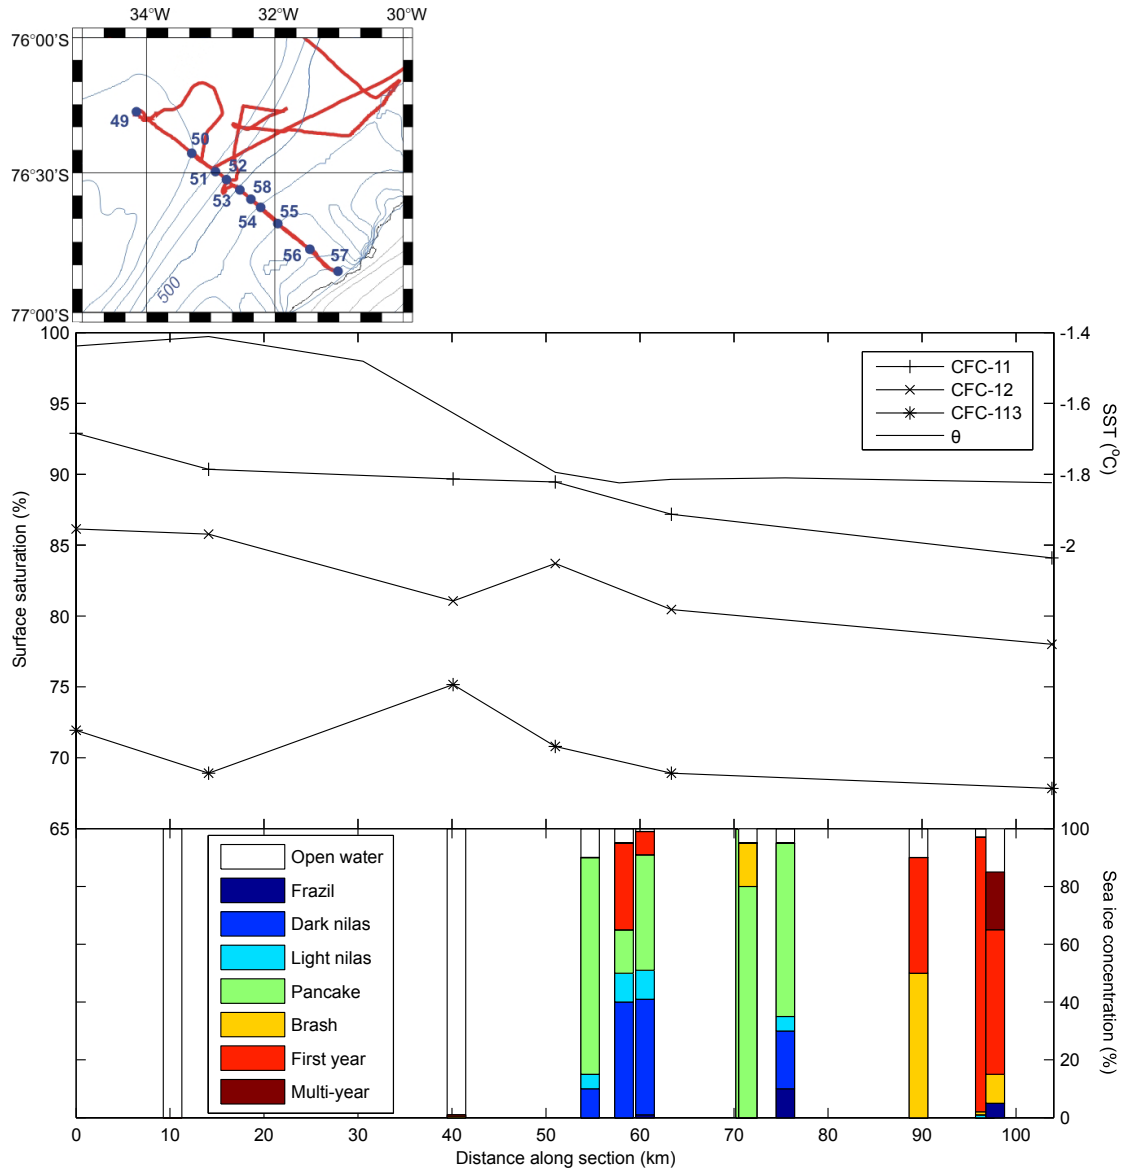 34°W 32°W 30°W
76°00'S
49
50
52
76°30'S
51
58
53
54
55
56
57
500
77°00'S
100 -1.4
CFC-11
CFC-12
CFC-113
θ
95 -1.6
90 -1.8
85 -2
80
75
70
65
Surface saturation (%)
SST (°C)
Open water
Frazil
Dark nilas
Light nilas
Pancake
Brash
First year
Multi-year
100
80
60
40
20
0
Sea ice concentration (%)
0 10 20 30 40 50 60 70 80 90 100
Distance along section (km)